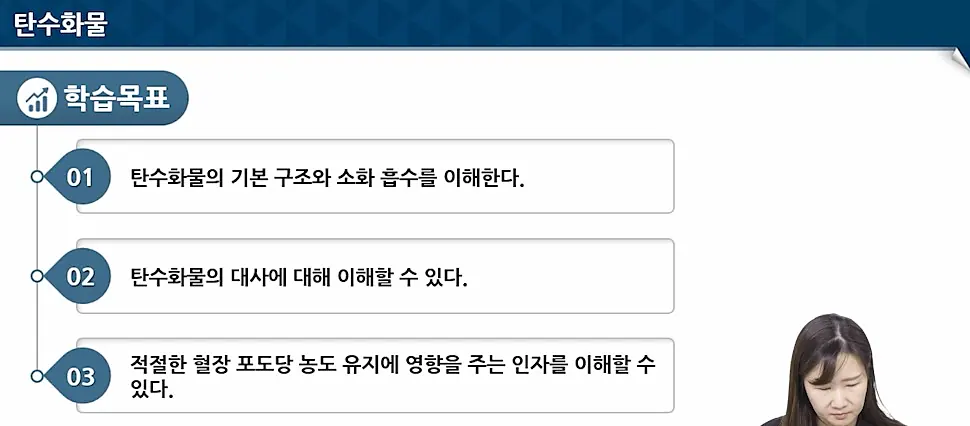 탄수화물
학습목표
01
탄수화물의 기본 구조와 소화 흡수를 이해한다.
02
탄수화물의 대사에 대해 이해할 수 있다.
03
적절한 혈장 포도당 농도 유지에 영향을 주는 인자를 이해할 수
있다.